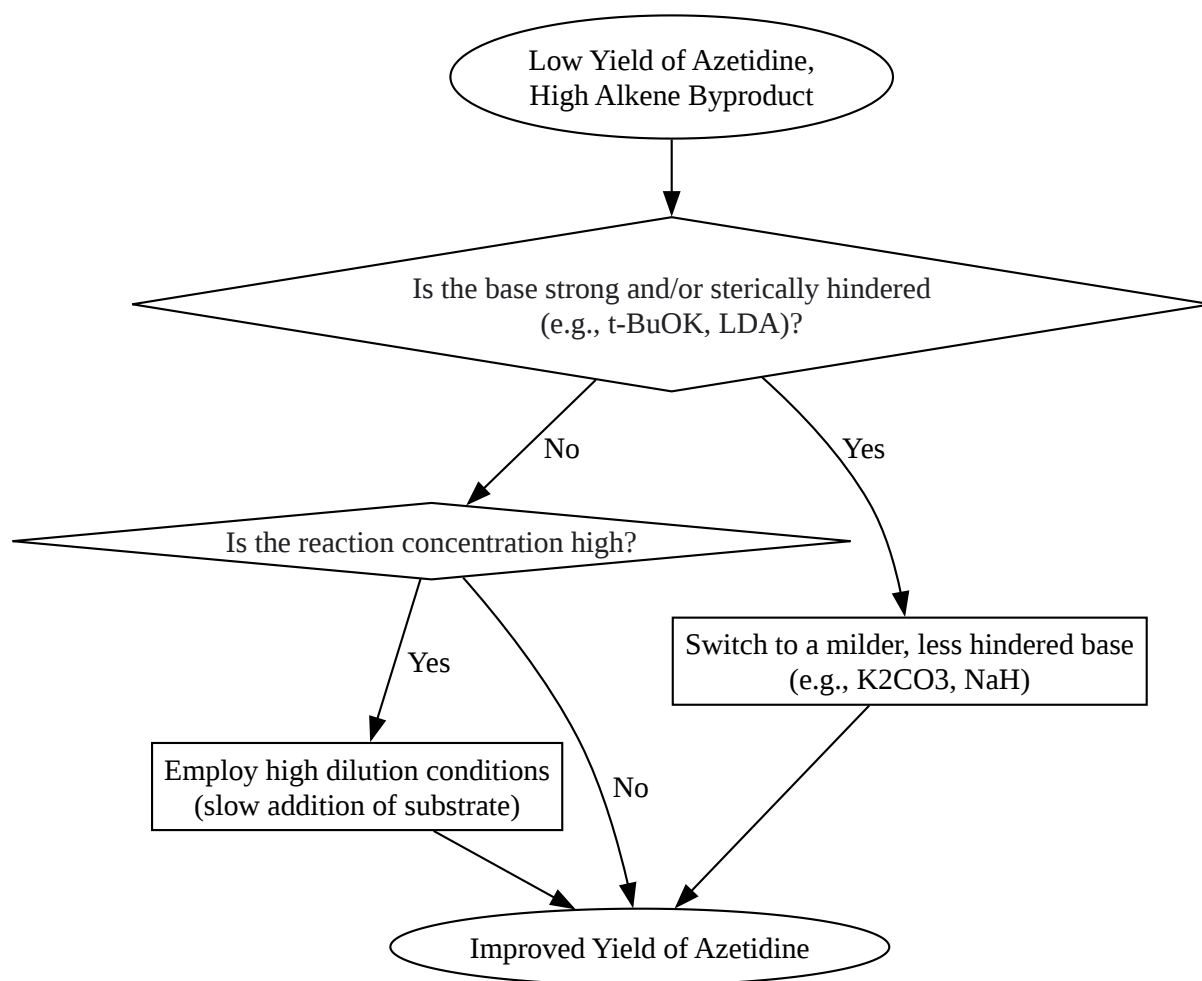 Low Yield of Azetidine,
High Alkene Byproduct
Is the base strong and/or sterically hindered
(e.g., t-BuOK, LDA)?
No
Yes
Is the reaction concentration high?
Switch to a milder, less hindered base
(e.g., K2CO3, NaH)
Yes
Employ high dilution conditions
(slow addition of substrate)
No
Improved Yield of Azetidine